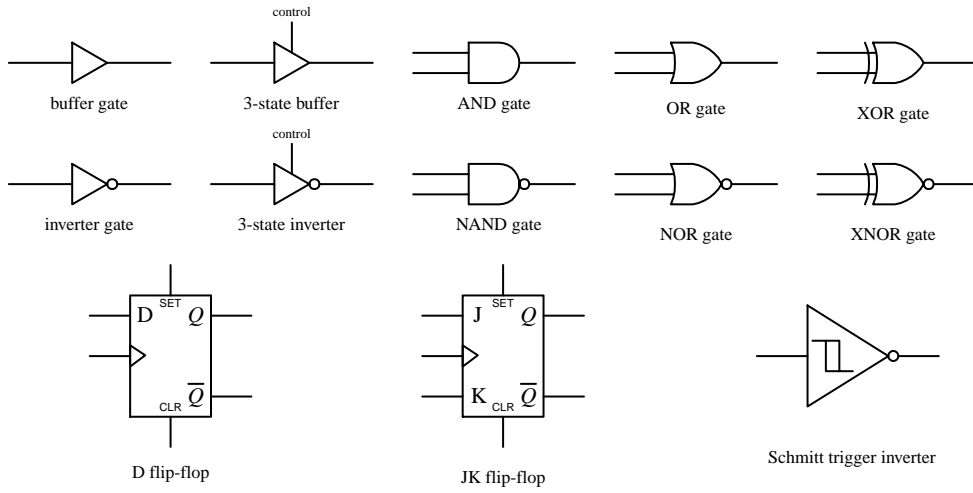 control
buffer gate
3-state buffer
AND gate
OR gate
XOR gate
control
inverter gate
3-state inverter
NAND gate
NOR gate
XNOR gate
SET
D Q
Q̅
CLR
D flip-flop
SET
J Q
K Q̅
CLR
JK flip-flop
Schmitt trigger inverter